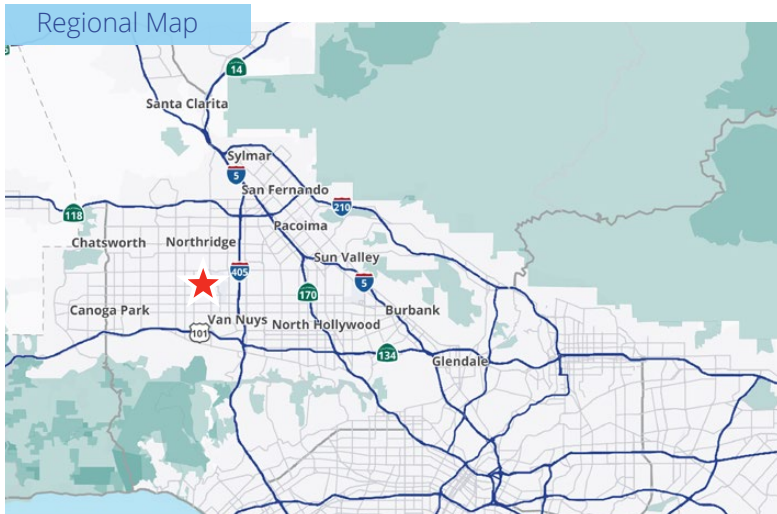 Regional Map
14
Santa Clarita
Sylmar
5
San Fernando
210
118
Pacoima
Chatsworth
Northridge
Sun Valley
405
5
170
Canoga Park
Van Nuys
North Hollywood
Burbank
101
134
Glendale